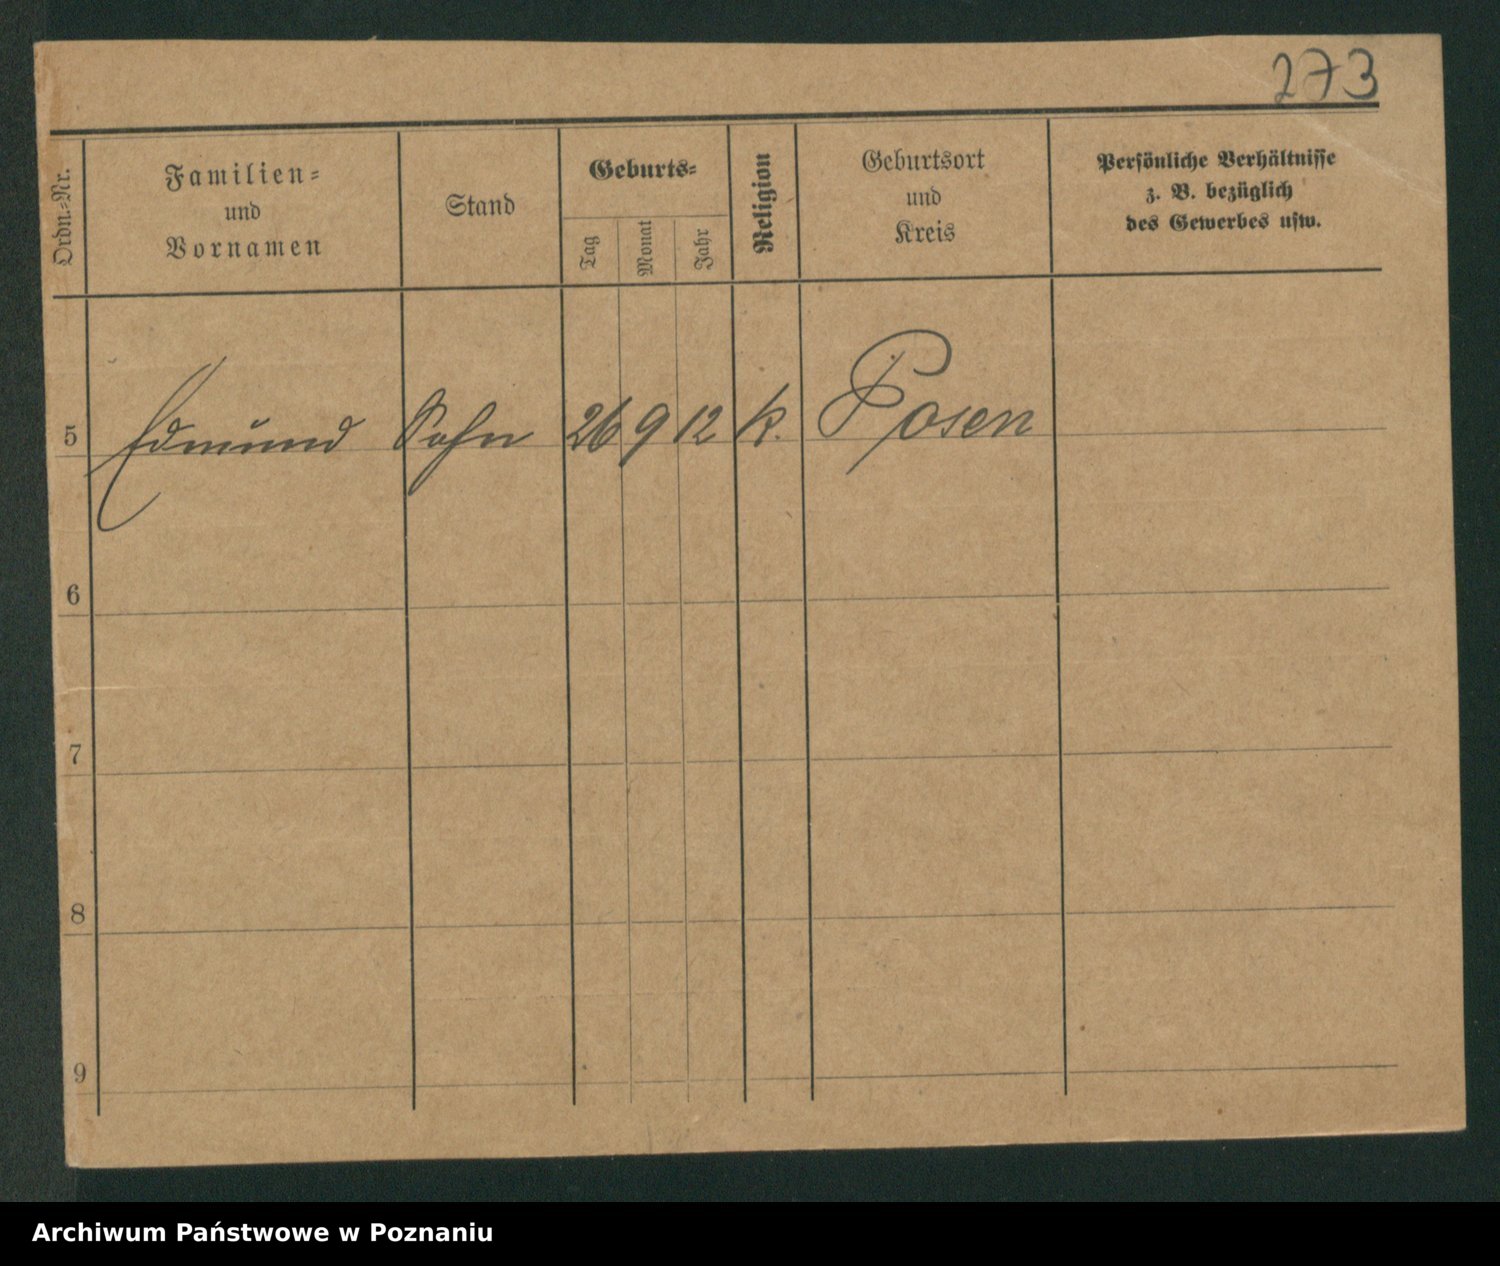 273
Ordn.=Nr.
Familien=
und
Vornamen
Stand
Geburts=
Tag
Monat
Jahr
Religion
Geburtsort
und
Kreis
Persönliche Verhältnisse
z. B. bezüglich
des Gewerbes usw.
5 Edmund Sohn 26 9 12 k. Posen
6
7
8
9
Archiwum Państwowe w Poznaniu